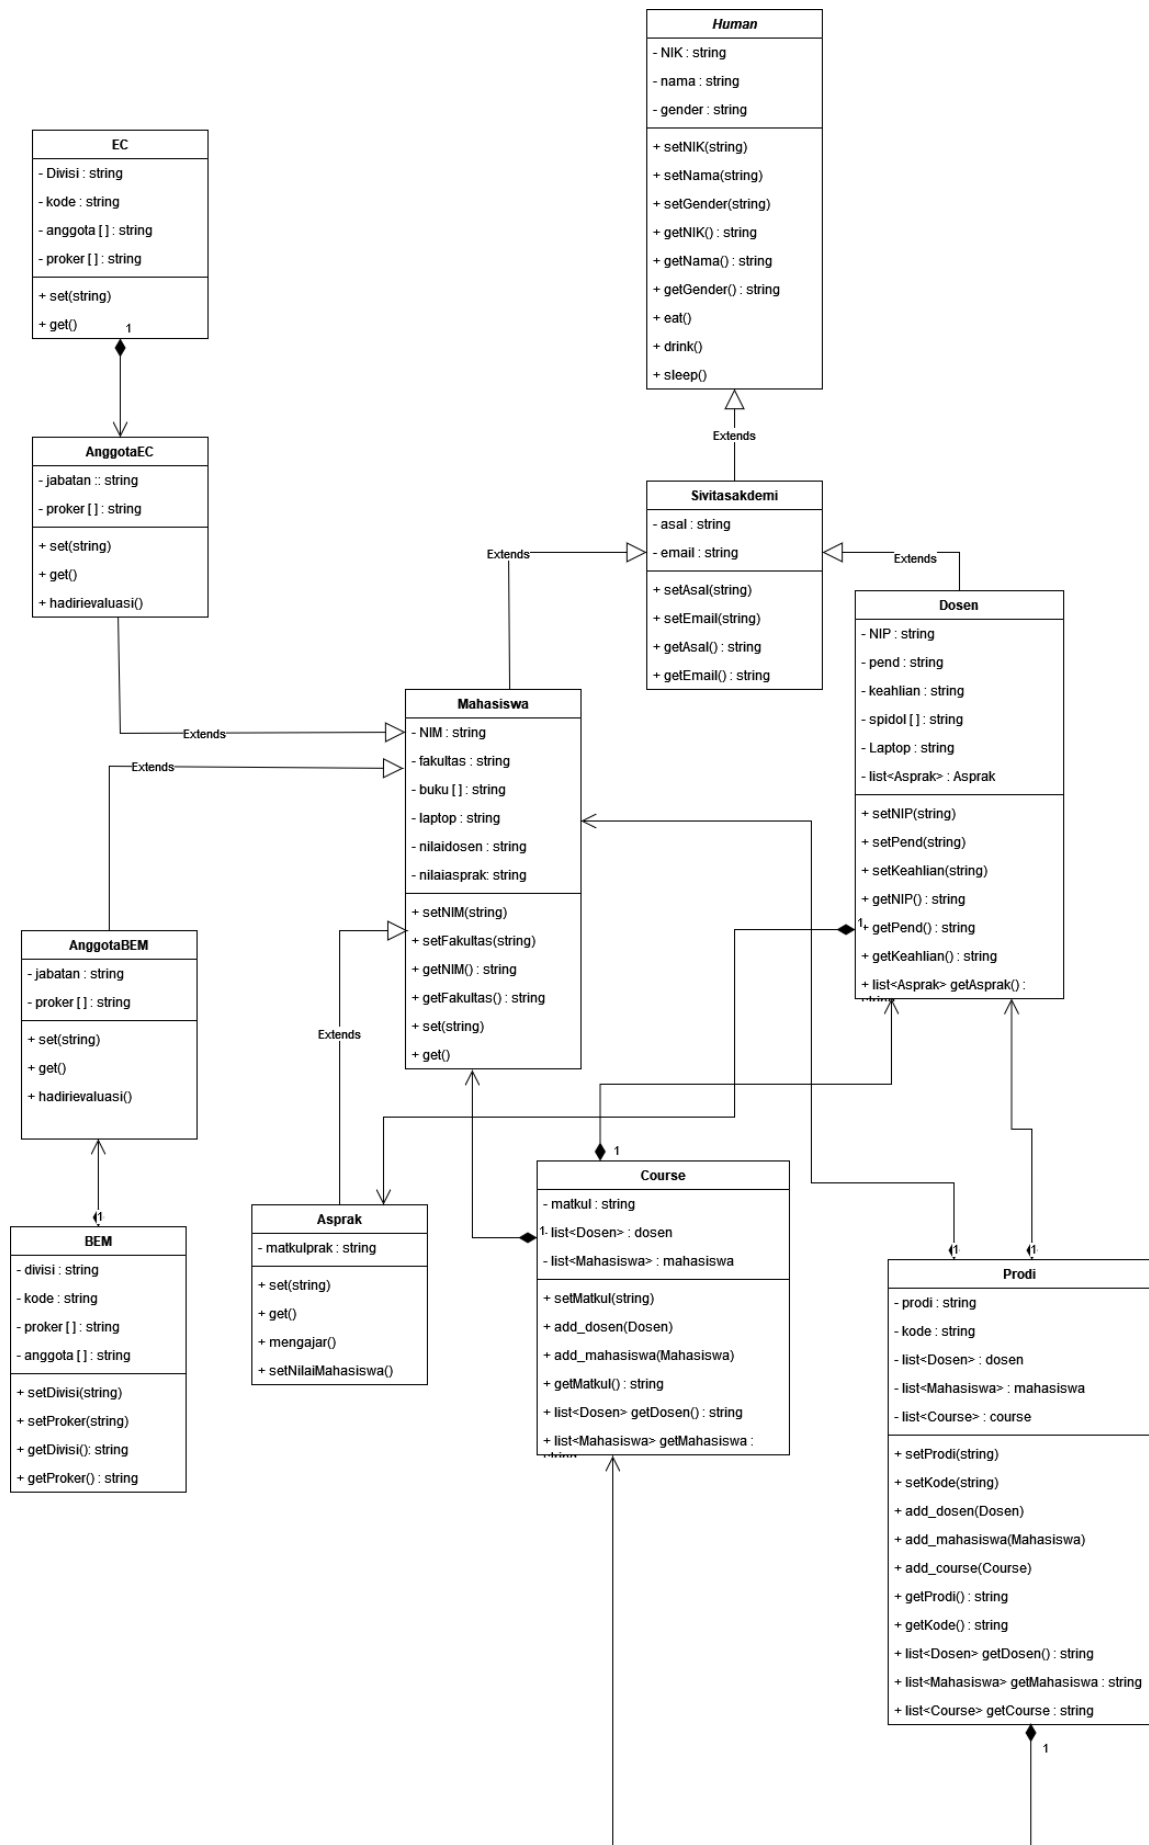 Human
- NIK : string
- nama : string
- gender : string
+ setNIK(string)
+ setNama(string)
+ setGender(string)
+ getNIK() : string
+ getNama() : string
+ getGender() : string
+ eat()
+ drink()
+ sleep()
EC
- Divisi : string
- kode : string
- anggota [ ] : string
- proker [ ] : string
+ set(string)
+ get()
1
Extends
AnggotaEC
- jabatan :: string
- proker [ ] : string
+ set(string)
+ get()
+ hadirievaluasi()
Sivitasakdemi
- asal : string
- email : string
+ setAsal(string)
+ setEmail(string)
+ getAsal() : string
+ getEmail() : string
Extends
Extends
Dosen
- NIP : string
- pend : string
- keahlian : string
- spidol [ ] : string
- Laptop : string
- list<Asprak> : Asprak
+ setNIP(string)
+ setPend(string)
+ setKeahlian(string)
+ getNIP() : string
+ getPend() : string
+ getKeahlian() : string
+ list<Asprak> getAsprak() :
1
Mahasiswa
- NIM : string
- fakultas : string
- buku [ ] : string
- laptop : string
- nilaidosen : string
- nilaiasprak: string
+ setNIM(string)
+ setFakultas(string)
+ getNIM() : string
+ getFakultas() : string
+ set(string)
+ get()
Extends
Extends
Extends
AnggotaBEM
- jabatan : string
- proker [ ] : string
+ set(string)
+ get()
+ hadirievaluasi()
1
BEM
- divisi : string
- kode : string
- proker [ ] : string
- anggota [ ] : string
+ setDivisi(string)
+ setProker(string)
+ getDivisi(): string
+ getProker() : string
Asprak
- matkulprak : string
+ set(string)
+ get()
+ mengajar()
+ setNilaiMahasiswa()
1
Course
- matkul : string
- list<Dosen> : dosen
- list<Mahasiswa> : mahasiswa
+ setMatkul(string)
+ add_dosen(Dosen)
+ add_mahasiswa(Mahasiswa)
+ getMatkul() : string
+ list<Dosen> getDosen() : string
+ list<Mahasiswa> getMahasiswa :
1
1
1
Prodi
- prodi : string
- kode : string
- list<Dosen> : dosen
- list<Mahasiswa> : mahasiswa
- list<Course> : course
+ setProdi(string)
+ setKode(string)
+ add_dosen(Dosen)
+ add_mahasiswa(Mahasiswa)
+ add_course(Course)
+ getProdi() : string
+ getKode() : string
+ list<Dosen> getDosen() : string
+ list<Mahasiswa> getMahasiswa : string
+ list<Course> getCourse : string
1